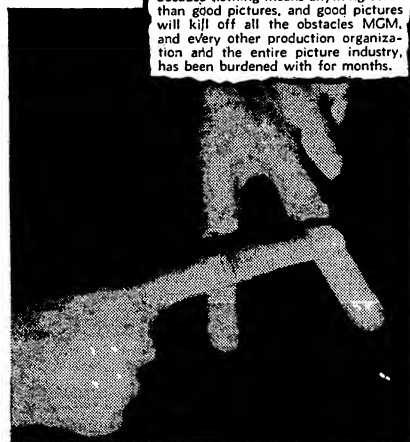 than good pictures, and good pictures
will kill off all the obstacles MGM,
and every other production organiza-
tion and the entire picture industry,
has been burdened with for months.